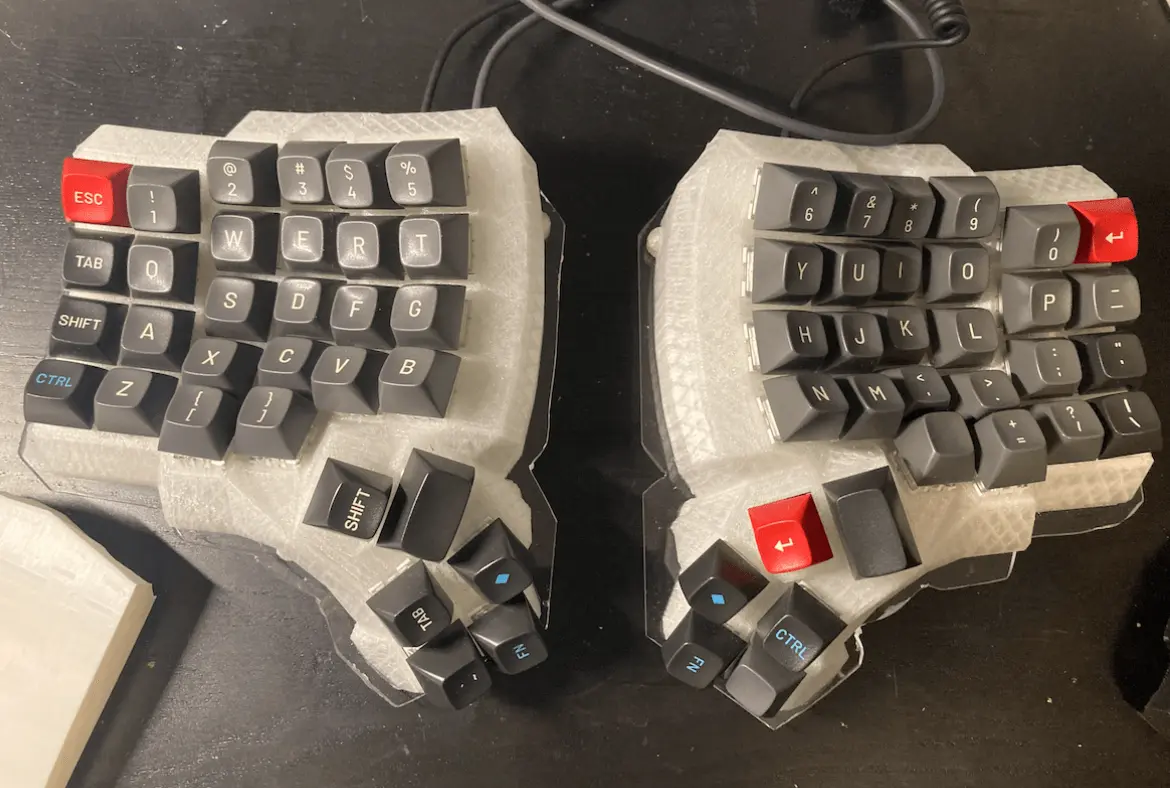 ESC ! 1 @ 2 # 3 $ 4 % 5
TAB Q W E R T
SHIFT A S D F G
CTRL Z X C V B
{ [ } ]
SHIFT
TAB
FN
^ 6 & 7 * 8 ( 9 ) 0 ↵
Y U I O P _ -
H J K L : ; " '
N M < , > .
+ = ? / | \
↵
CTRL
FN